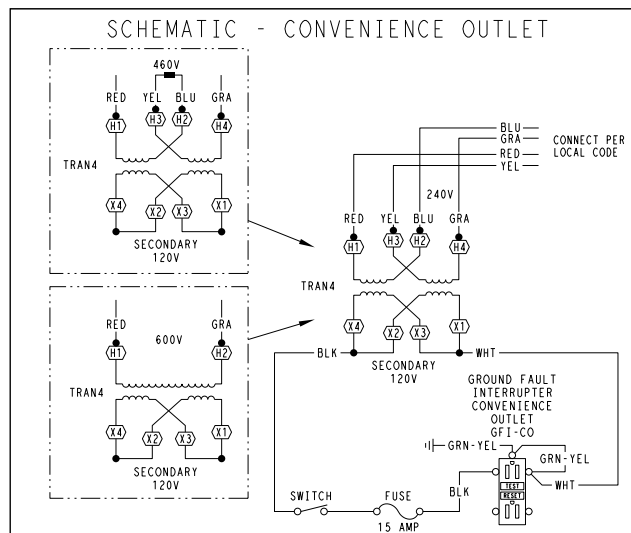 SCHEMATIC - CONVENIENCE OUTLET
460V
RED YEL BLU GRA
H1 H3 H2 H4
TRAN4
X4 X2 X3 X1
SECONDARY
120V
600V
RED GRA
H1 H2
TRAN4
X4 X2 X3 X1
SECONDARY
120V
BLU
GRA
RED
YEL
CONNECT PER
LOCAL CODE
240V
RED YEL BLU GRA
H1 H3 H2 H4
TRAN4
X4 X2 X3 X1
BLK
WHT
SECONDARY
120V
GROUND FAULT
INTERRUPTER
CONVENIENCE
OUTLET
GFI-CO
GRN-YEL
GRN-YEL
WHT
TEST
RESET
BLK
SWITCH
FUSE
15 AMP